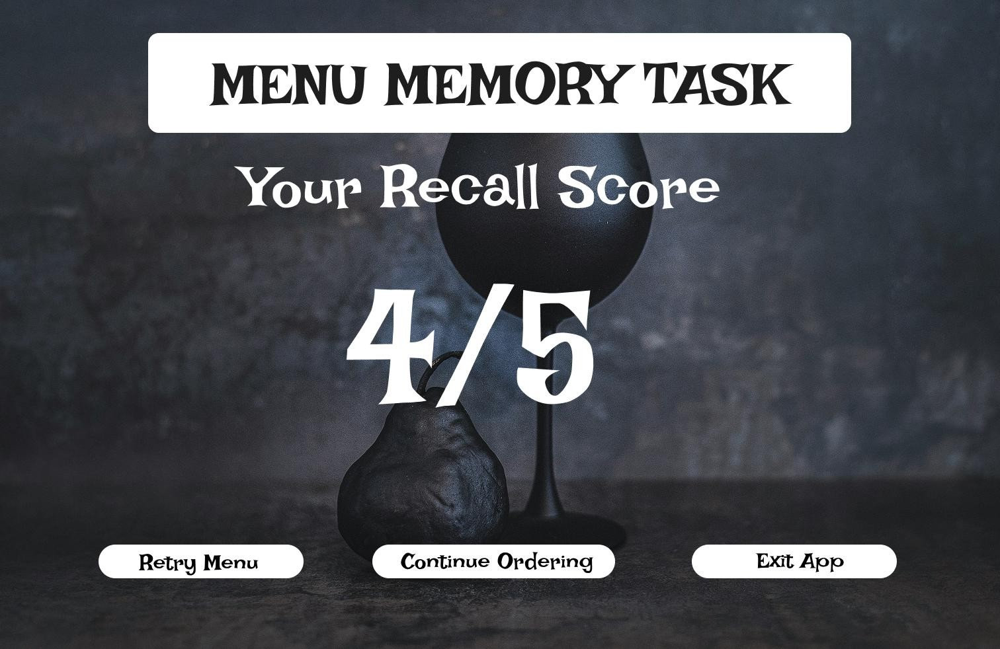 MENU MEMORY TASK
Your Recall Score
4/5
Retry Menu
Continue Ordering
Exit App